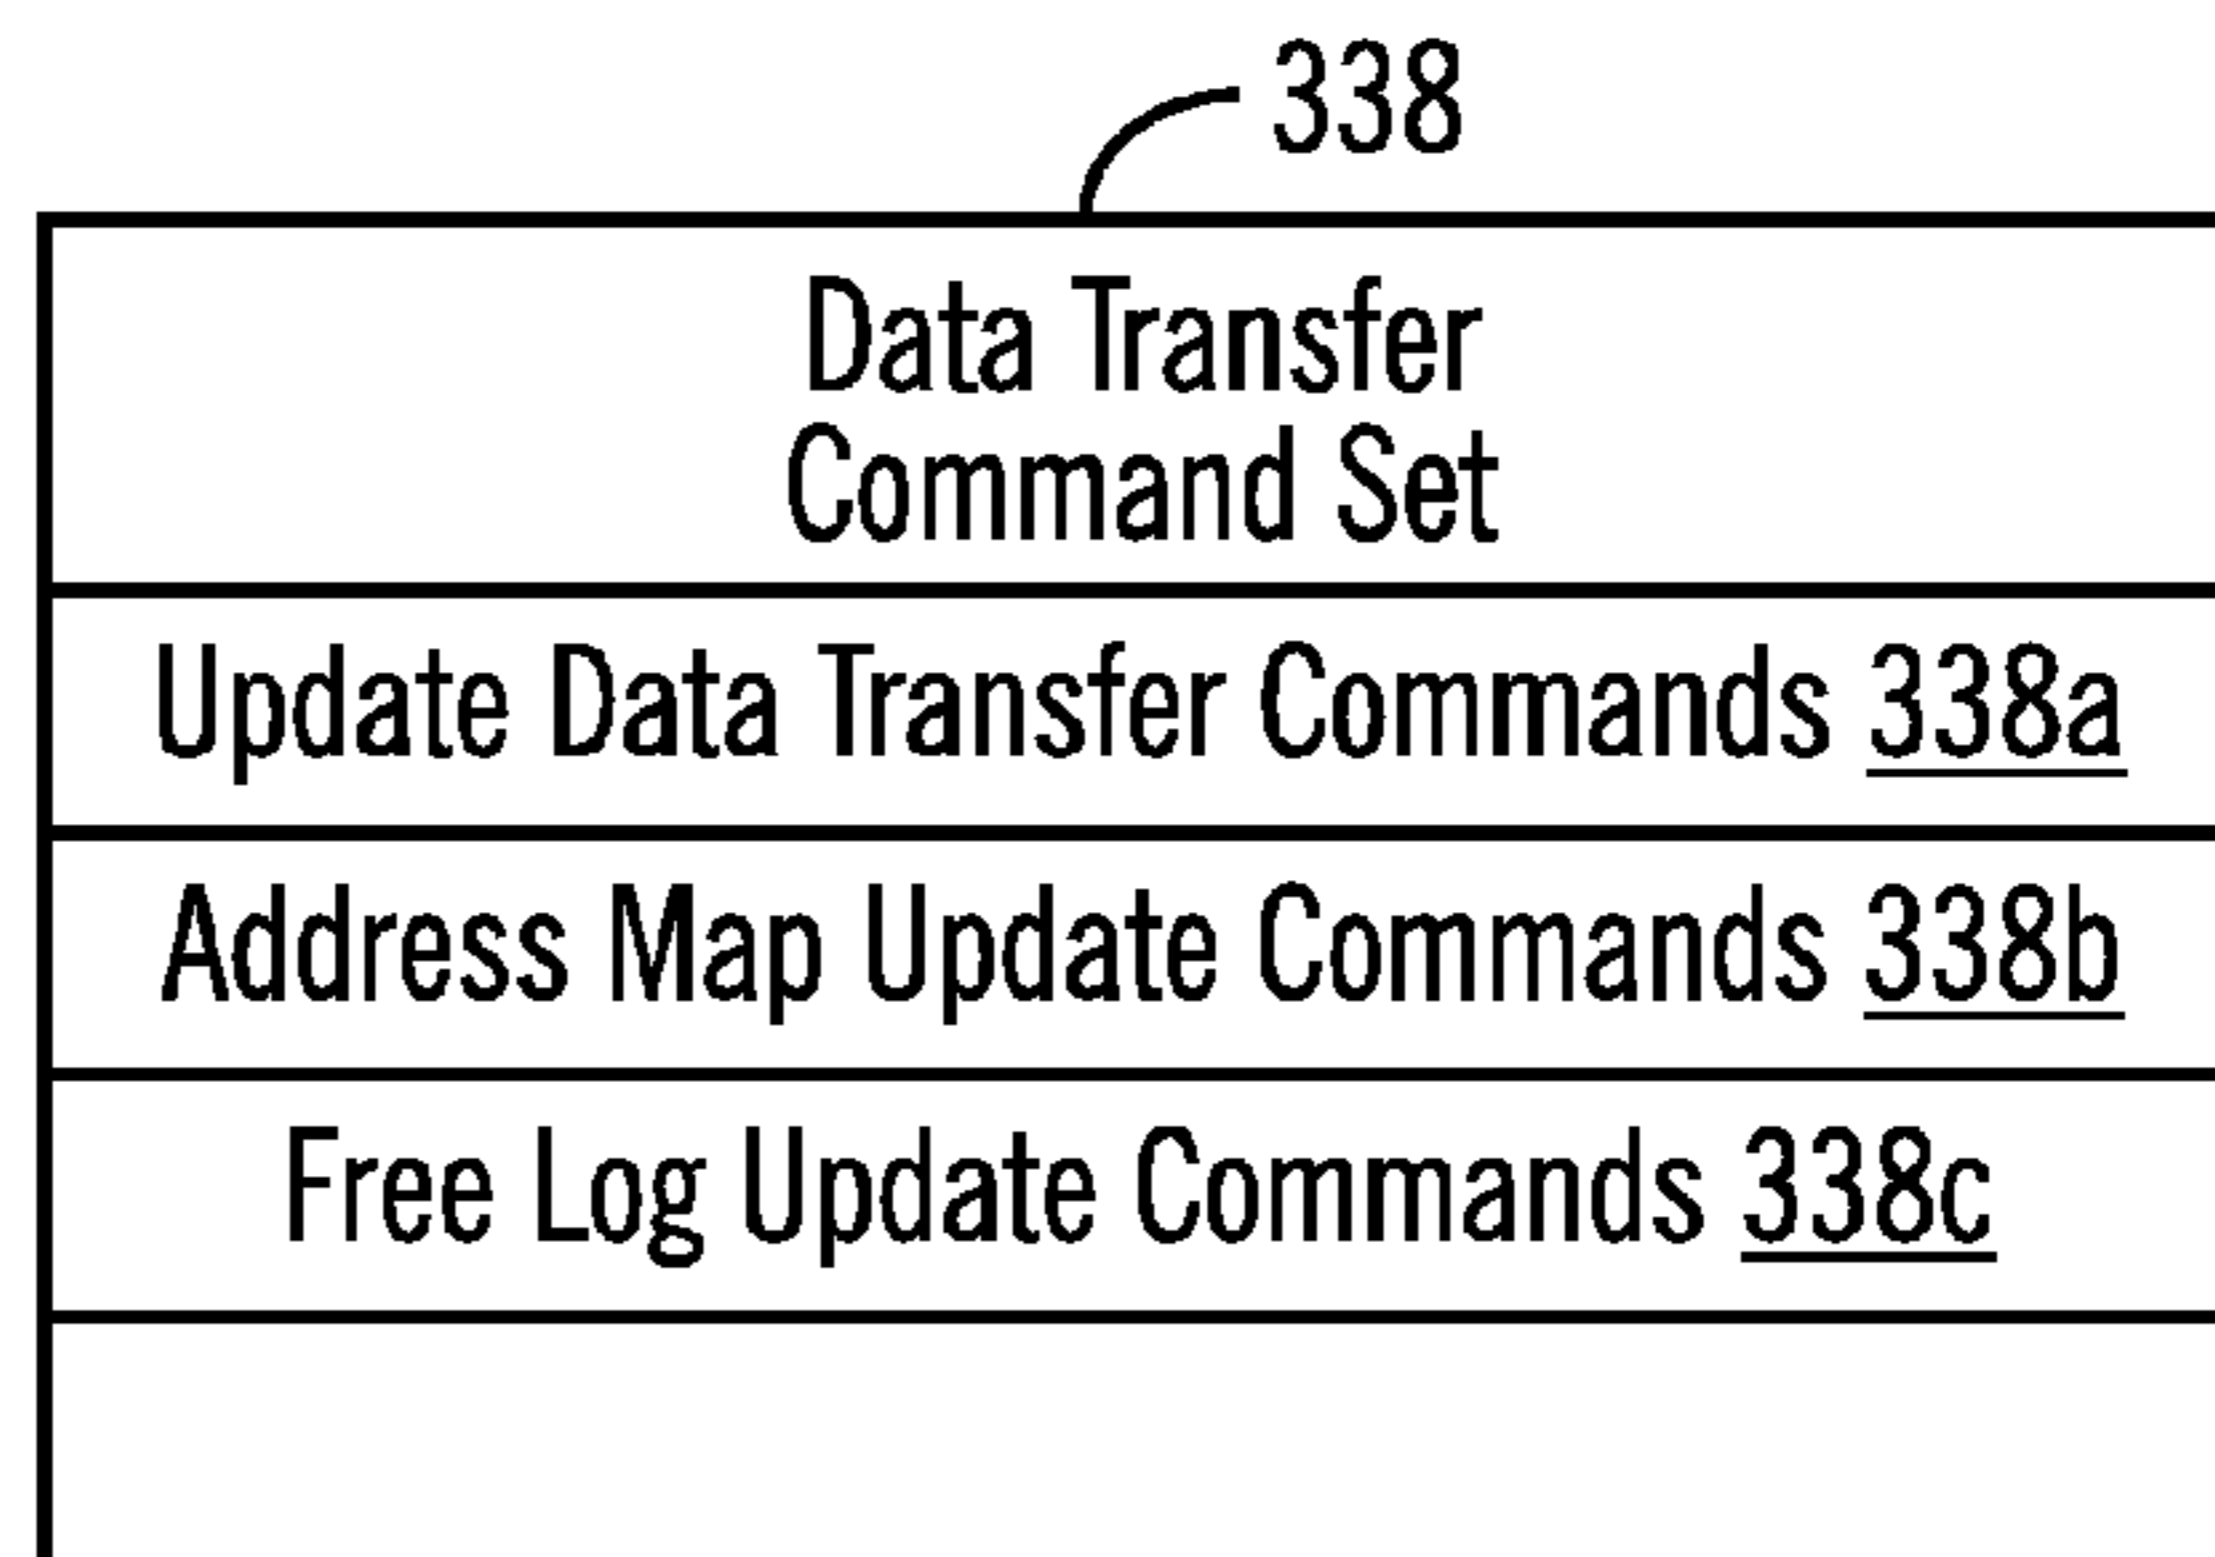 338
Data Transfer
Command Set
Update Data Transfer Commands 338a
Address Map Update Commands 338b
Free Log Update Commands 338c